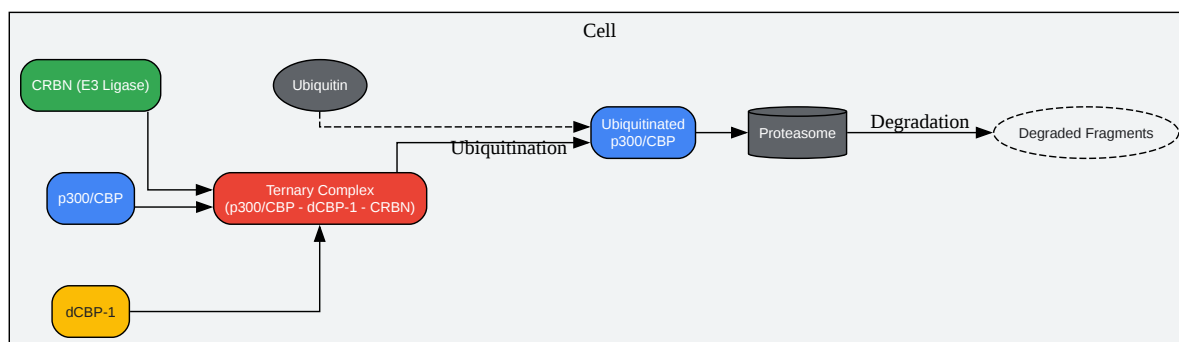 Cell
CRBN (E3 Ligase)
Ubiquitin
Ubiquitinated
p300/CBP
Proteasome
Degradation
Degraded Fragments
Ubiquitination
p300/CBP
Ternary Complex
(p300/CBP - dCBP-1 - CRBN)
dCBP-1